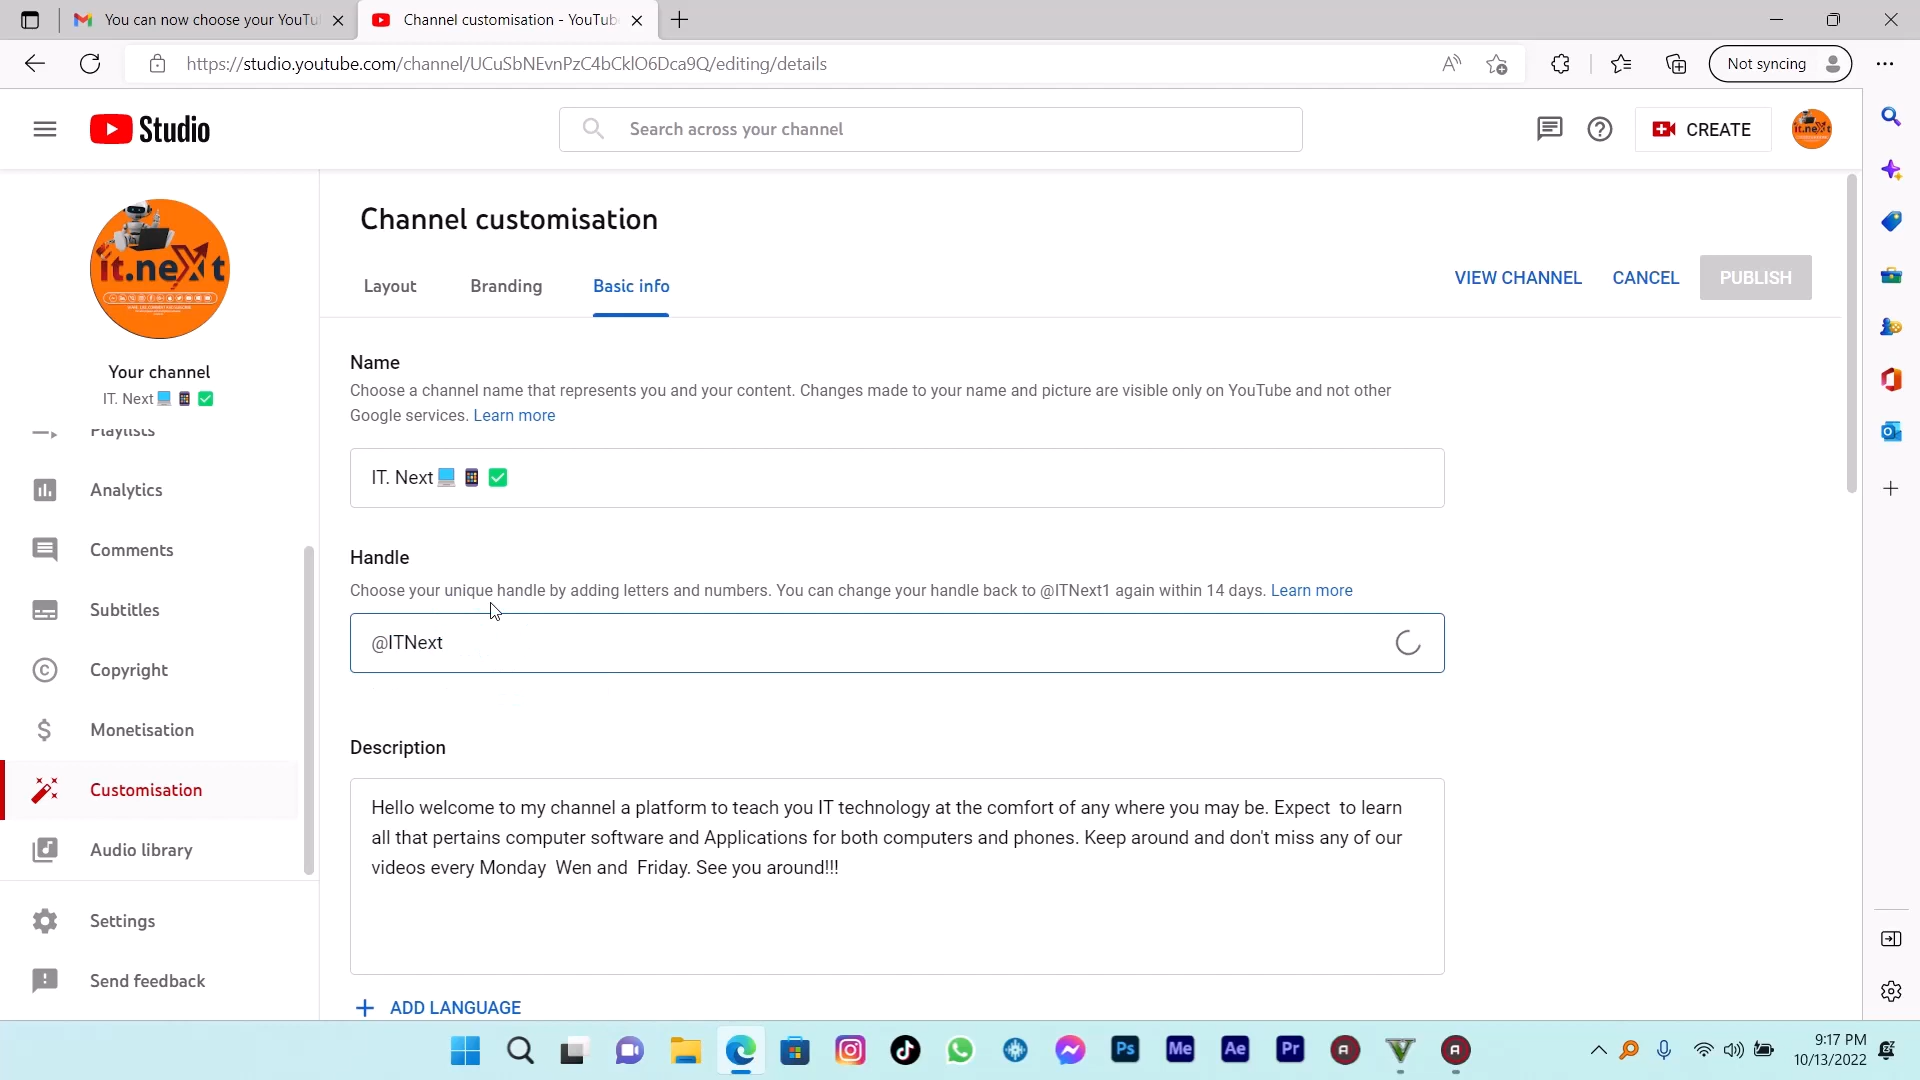 You can now choose your YouTu
Channel customisation - YouTub
https://studio.youtube.com/channel/UCuSbNEvnPzC4bCklO6Dca9Q/editing/details
Not syncing
Studio
Search across your channel
CREATE
it.next
it.neXt
Your channel
IT. Next💻 📱 ✅
Playlists
Analytics
Comments
Subtitles
Copyright
Monetisation
Customisation
Audio library
Settings
Send feedback
Channel customisation
Layout
Branding
Basic info
VIEW CHANNEL
CANCEL
PUBLISH
Name
Choose a channel name that represents you and your content. Changes made to your name and picture are visible only on YouTube and not other
Google services. Learn more
IT. Next💻 📱 ✅
Handle
Choose your unique handle by adding letters and numbers. You can change your handle back to @ITNext1 again within 14 days. Learn more
@ITNext
Description
Hello welcome to my channel a platform to teach you IT technology at the comfort of any where you may be. Expect  to learn
all that pertains computer software and Applications for both computers and phones. Keep around and don't miss any of our
videos every Monday  Wen and  Friday. See you around!!!
ADD LANGUAGE
Ps
Me
Ae
Pr
9:17 PM
10/13/2022